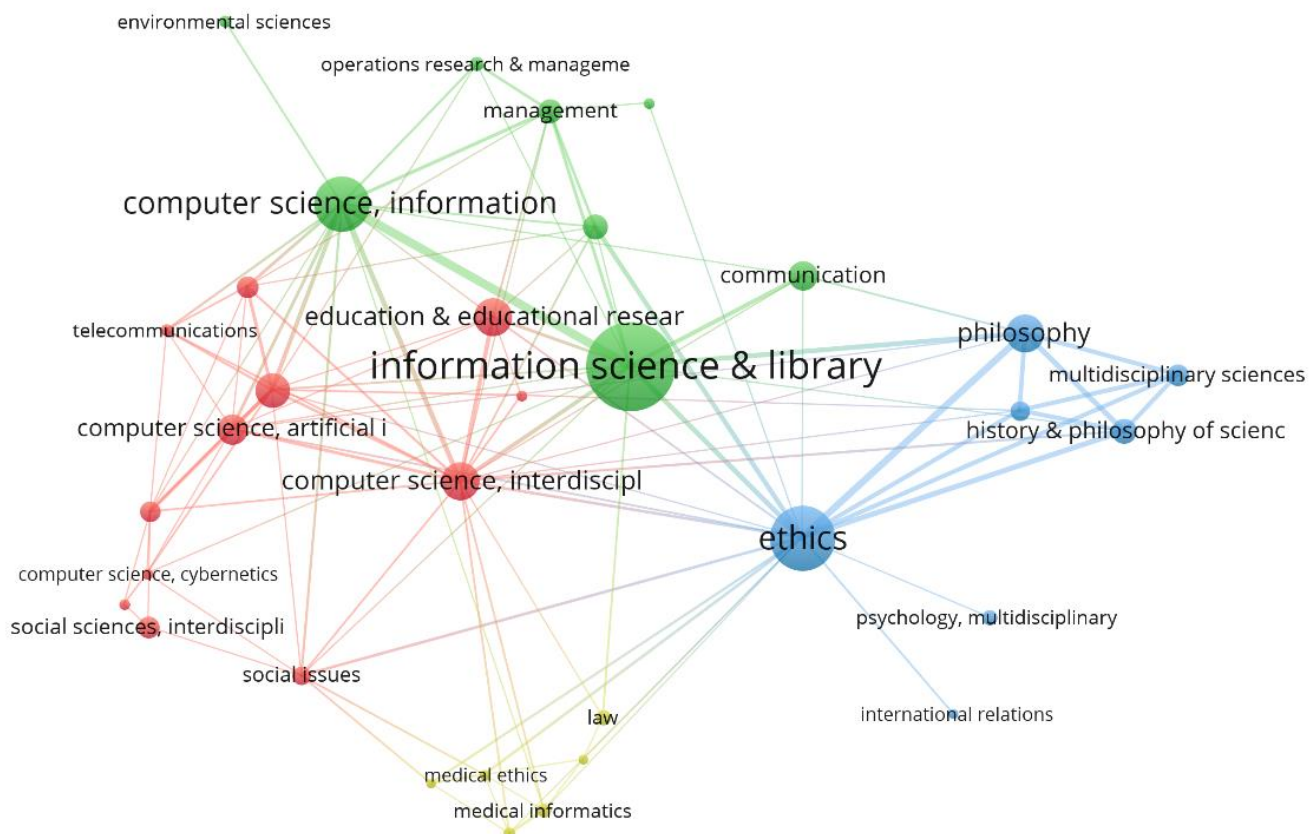 environmental sciences
operations research & manageme
management
computer science, information
communication
education & educational resear
telecommunications
philosophy
information science & library
multidisciplinary sciences
computer science, artificial i
history & philosophy of scienc
computer science, interdiscipl
ethics
computer science, cybernetics
psychology, multidisciplinary
social sciences, interdiscipli
social issues
international relations
law
medical ethics
medical informatics